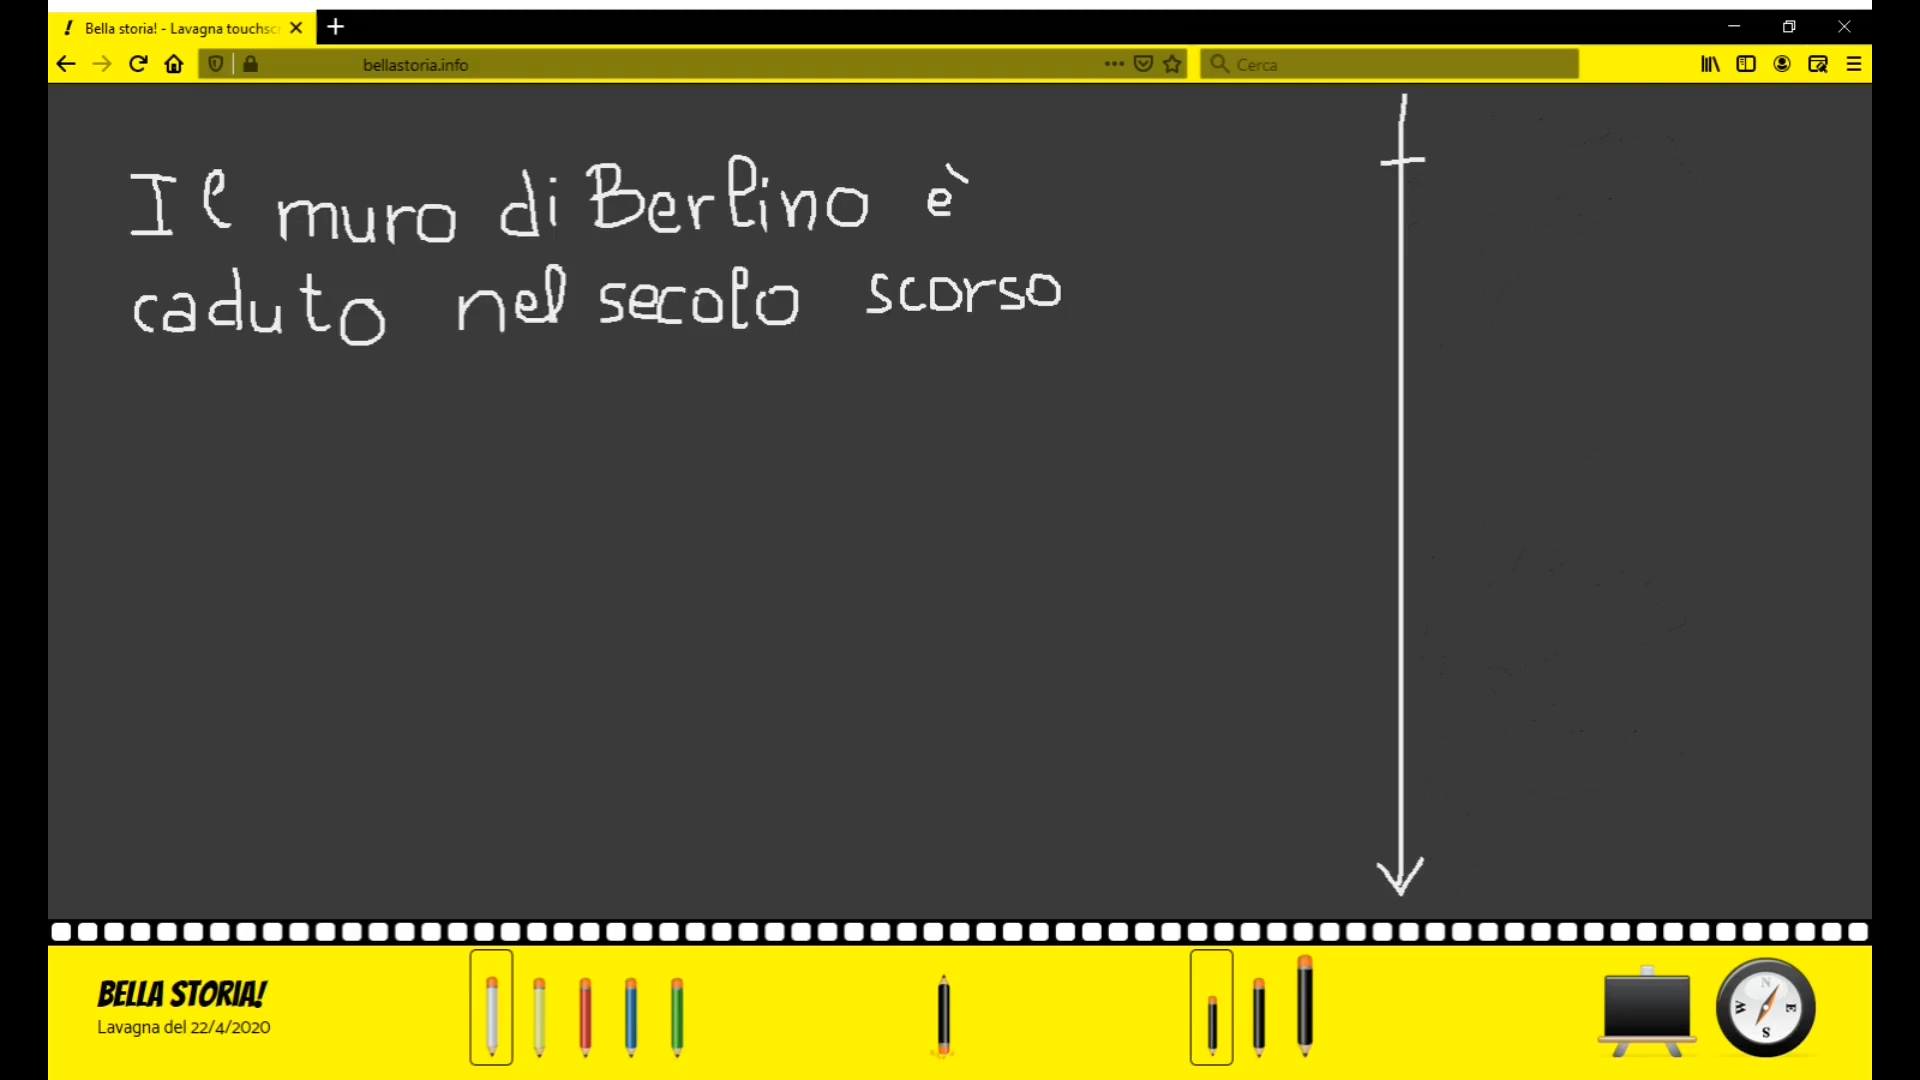 Bella storia! - Lavagna touchsc
bellastoria.info
Cerca
Il muro di Berlino è
caduto nel secolo scorso
BELLA STORIA!
Lavagna del 22/4/2020
N
W E
S